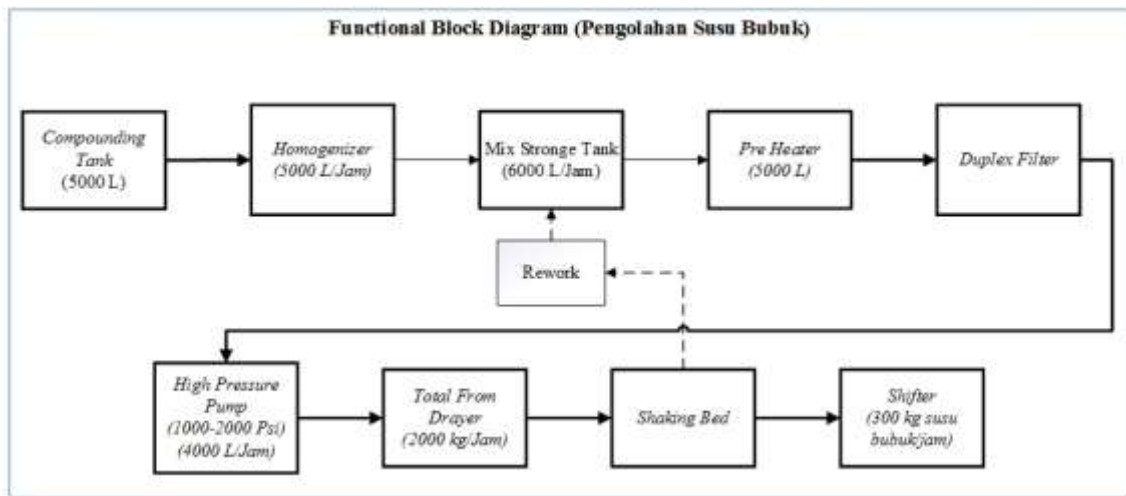 Functional Block Diagram (Pengolahan Susu Bubuk)
Compounding
Tank
(5000 L)
Homogenizer
(5000 L/Jam)
Mix Stronge Tank
(6000 L/Jam)
Pre Heater
(5000 L)
Duplex Filter
Rework
High Pressure
Pump
(1000-2000 Psi)
(4000 L/Jam)
Total From
Drayer
(2000 kg/Jam)
Shaking Bed
Shifter
(300 kg susu
bubuk/jam)